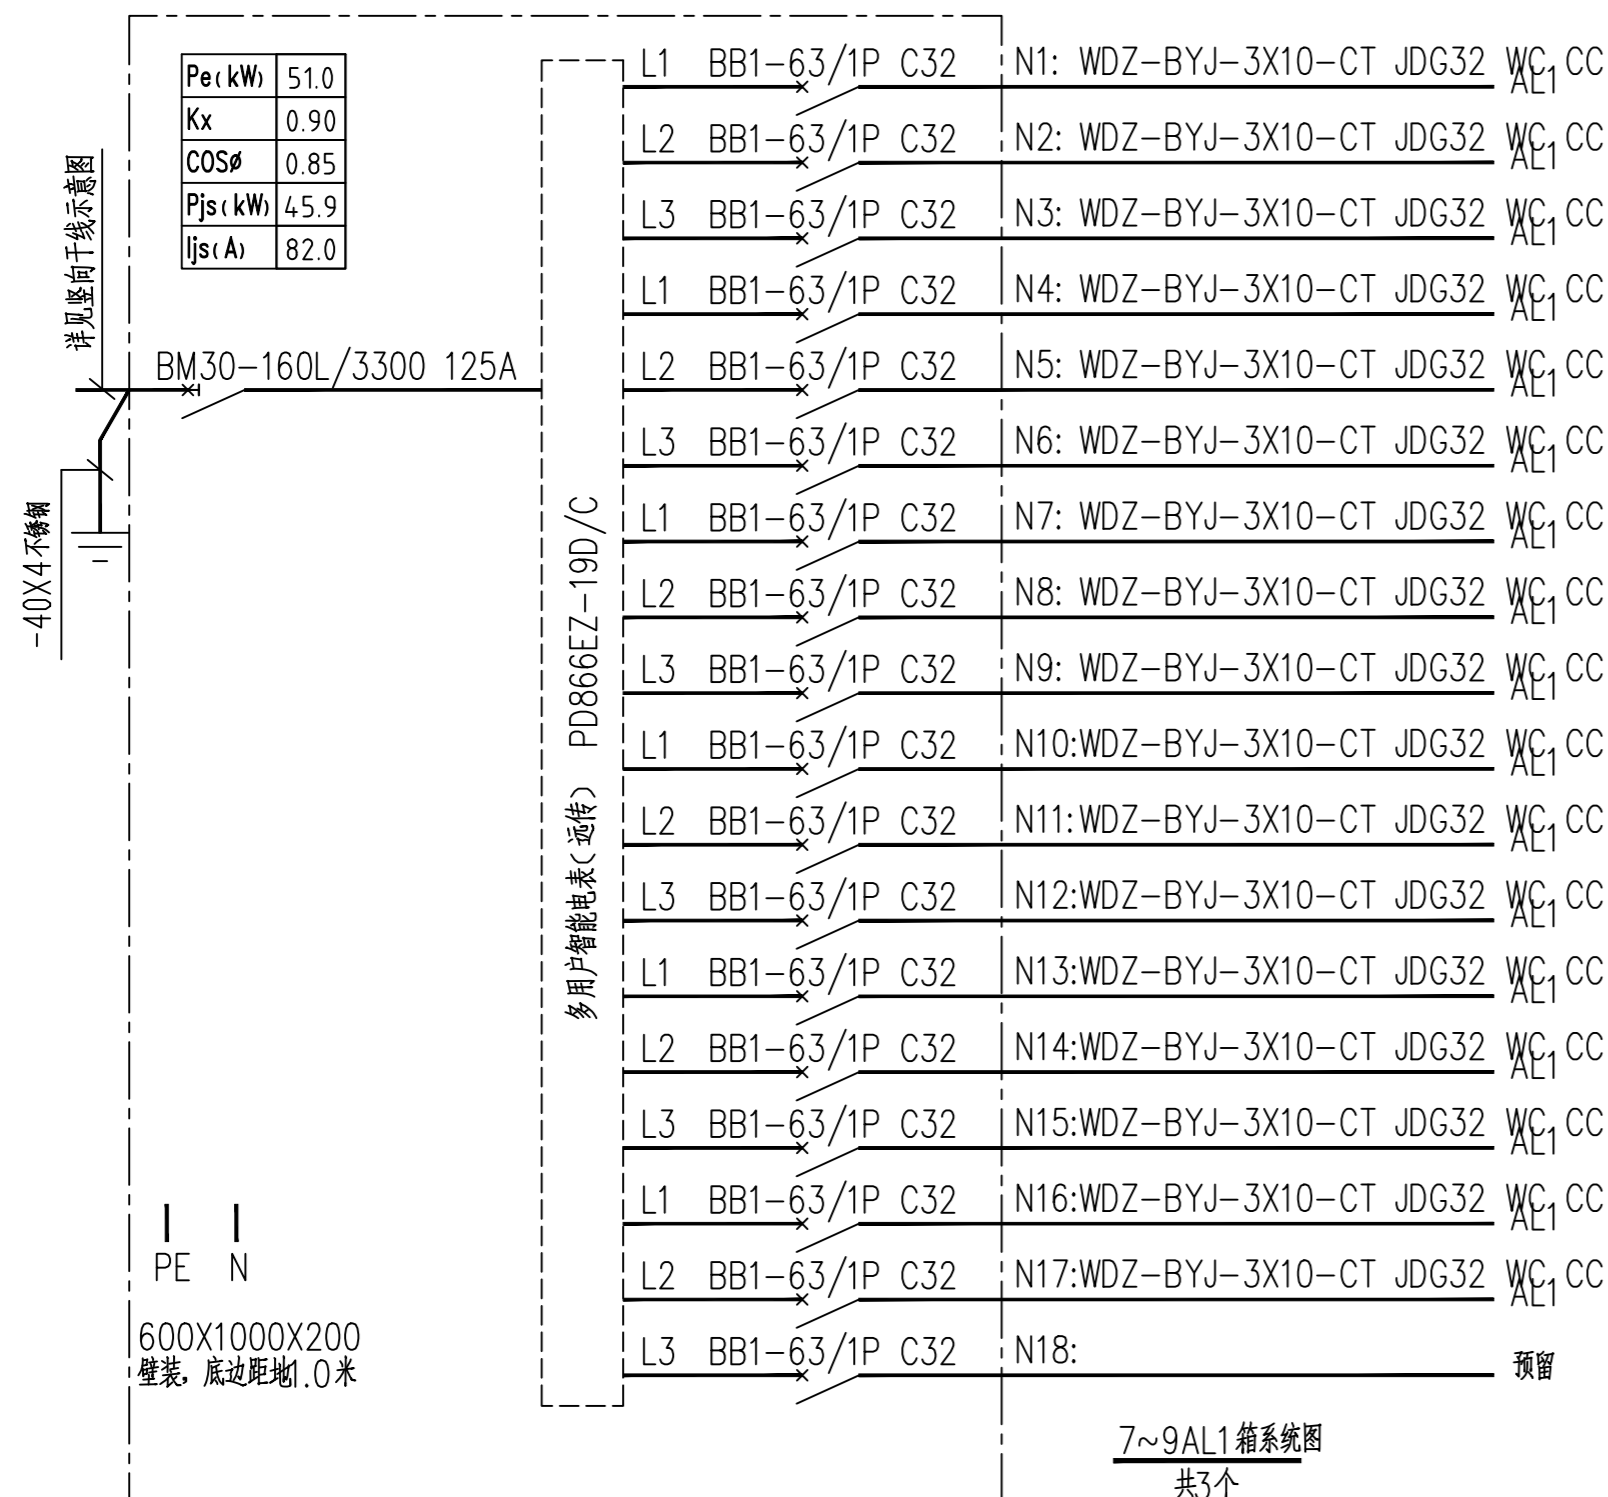 Pe(kW) 51.0
Kx 0.90
COSø 0.85
Pjs(kW) 45.9
Ijs(A) 82.0
详见竖向干线示意图
BM30-160L/3300 125A
-40X4不锈钢
多用户智能电表(远传) PD866EZ-19D/C
L1 BB1-63/1P C32 N1: WDZ-BYJ-3X10-CT JDG32 WC, CC
AL1
L2 BB1-63/1P C32 N2: WDZ-BYJ-3X10-CT JDG32 WC, CC
AL1
L3 BB1-63/1P C32 N3: WDZ-BYJ-3X10-CT JDG32 WC, CC
AL1
L1 BB1-63/1P C32 N4: WDZ-BYJ-3X10-CT JDG32 WC, CC
AL1
L2 BB1-63/1P C32 N5: WDZ-BYJ-3X10-CT JDG32 WC, CC
AL1
L3 BB1-63/1P C32 N6: WDZ-BYJ-3X10-CT JDG32 WC, CC
AL1
L1 BB1-63/1P C32 N7: WDZ-BYJ-3X10-CT JDG32 WC, CC
AL1
L2 BB1-63/1P C32 N8: WDZ-BYJ-3X10-CT JDG32 WC, CC
AL1
L3 BB1-63/1P C32 N9: WDZ-BYJ-3X10-CT JDG32 WC, CC
AL1
L1 BB1-63/1P C32 N10:WDZ-BYJ-3X10-CT JDG32 WC, CC
AL1
L2 BB1-63/1P C32 N11:WDZ-BYJ-3X10-CT JDG32 WC, CC
AL1
L3 BB1-63/1P C32 N12:WDZ-BYJ-3X10-CT JDG32 WC, CC
AL1
L1 BB1-63/1P C32 N13:WDZ-BYJ-3X10-CT JDG32 WC, CC
AL1
L2 BB1-63/1P C32 N14:WDZ-BYJ-3X10-CT JDG32 WC, CC
AL1
L3 BB1-63/1P C32 N15:WDZ-BYJ-3X10-CT JDG32 WC, CC
AL1
L1 BB1-63/1P C32 N16:WDZ-BYJ-3X10-CT JDG32 WC, CC
AL1
L2 BB1-63/1P C32 N17:WDZ-BYJ-3X10-CT JDG32 WC, CC
AL1
L3 BB1-63/1P C32 N18: 预留
PE N
600X1000X200
壁装，底边距地1.0米
7~9AL1箱系统图
共3个